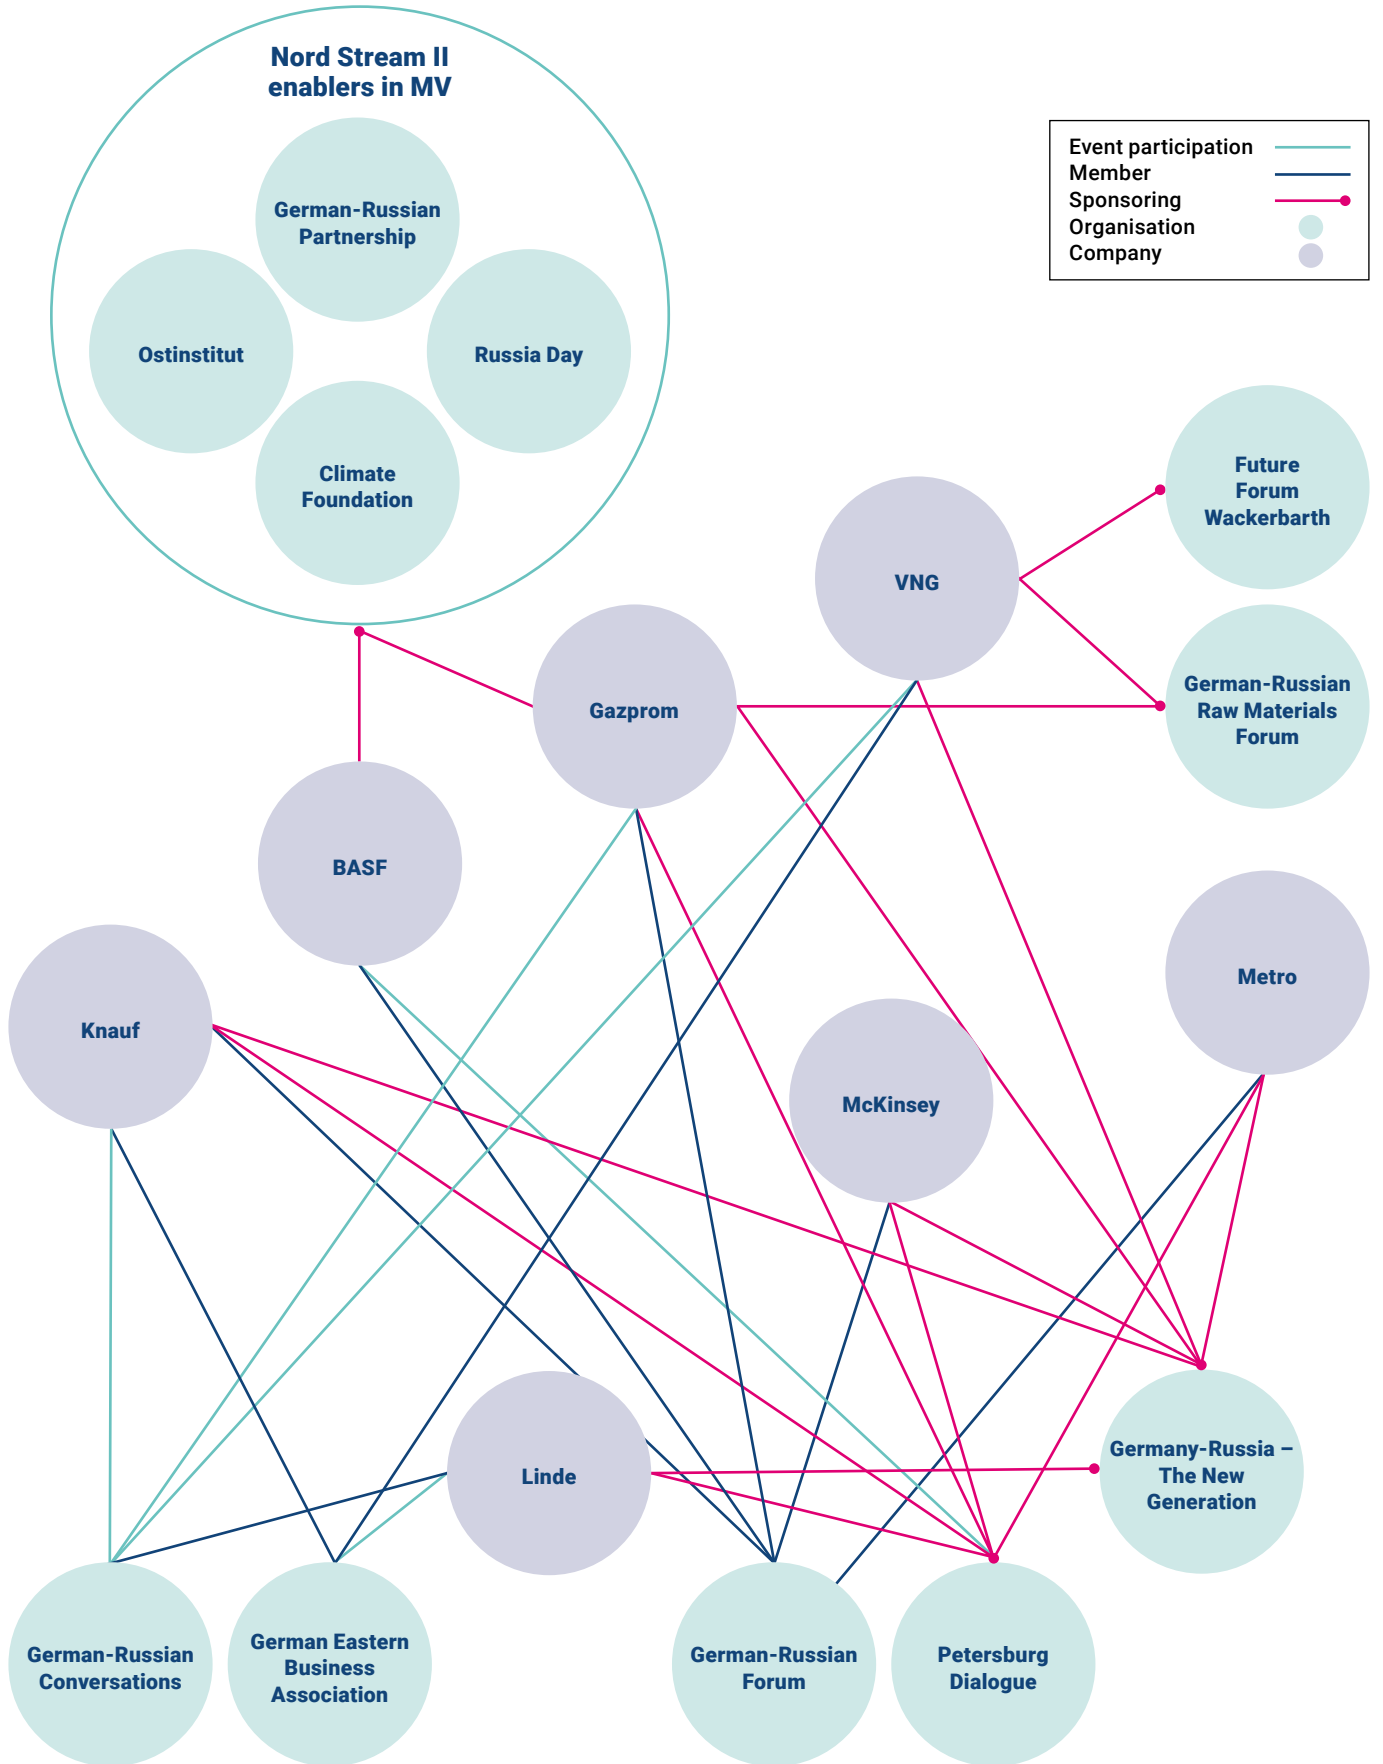 Nord Stream II
enablers in MV
German-Russian
Partnership
Ostinstitut
Russia Day
Climate
Foundation
Event participation
Member
Sponsoring
Organisation
Company
Future
Forum
Wackerbarth
VNG
German-Russian
Raw Materials
Forum
Gazprom
BASF
Metro
Knauf
McKinsey
Linde
Germany-Russia –
The New
Generation
German-Russian
Conversations
German Eastern
Business
Association
German-Russian
Forum
Petersburg
Dialogue